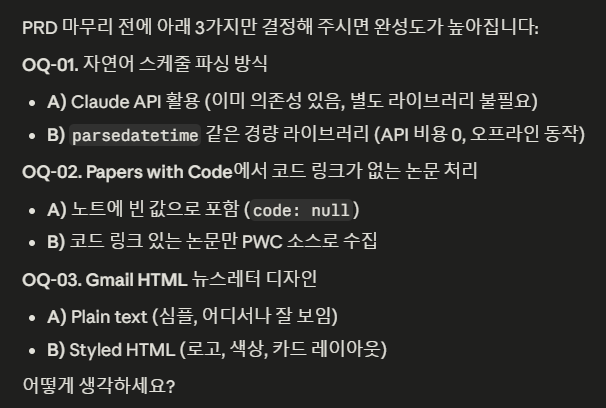 PRD 마무리 전에 아래 3가지만 결정해 주시면 완성도가 높아집니다:
OQ-01. 자연어 스케줄 파싱 방식
• A) Claude API 활용 (이미 의존성 있음, 별도 라이브러리 불필요)
• B) parsedatetime 같은 경량 라이브러리 (API 비용 0, 오프라인 동작)
OQ-02. Papers with Code에서 코드 링크가 없는 논문 처리
• A) 노트에 빈 값으로 포함 (code: null)
• B) 코드 링크 있는 논문만 PWC 소스로 수집
OQ-03. Gmail HTML 뉴스레터 디자인
• A) Plain text (심플, 어디서나 잘 보임)
• B) Styled HTML (로고, 색상, 카드 레이아웃)
어떻게 생각하세요?